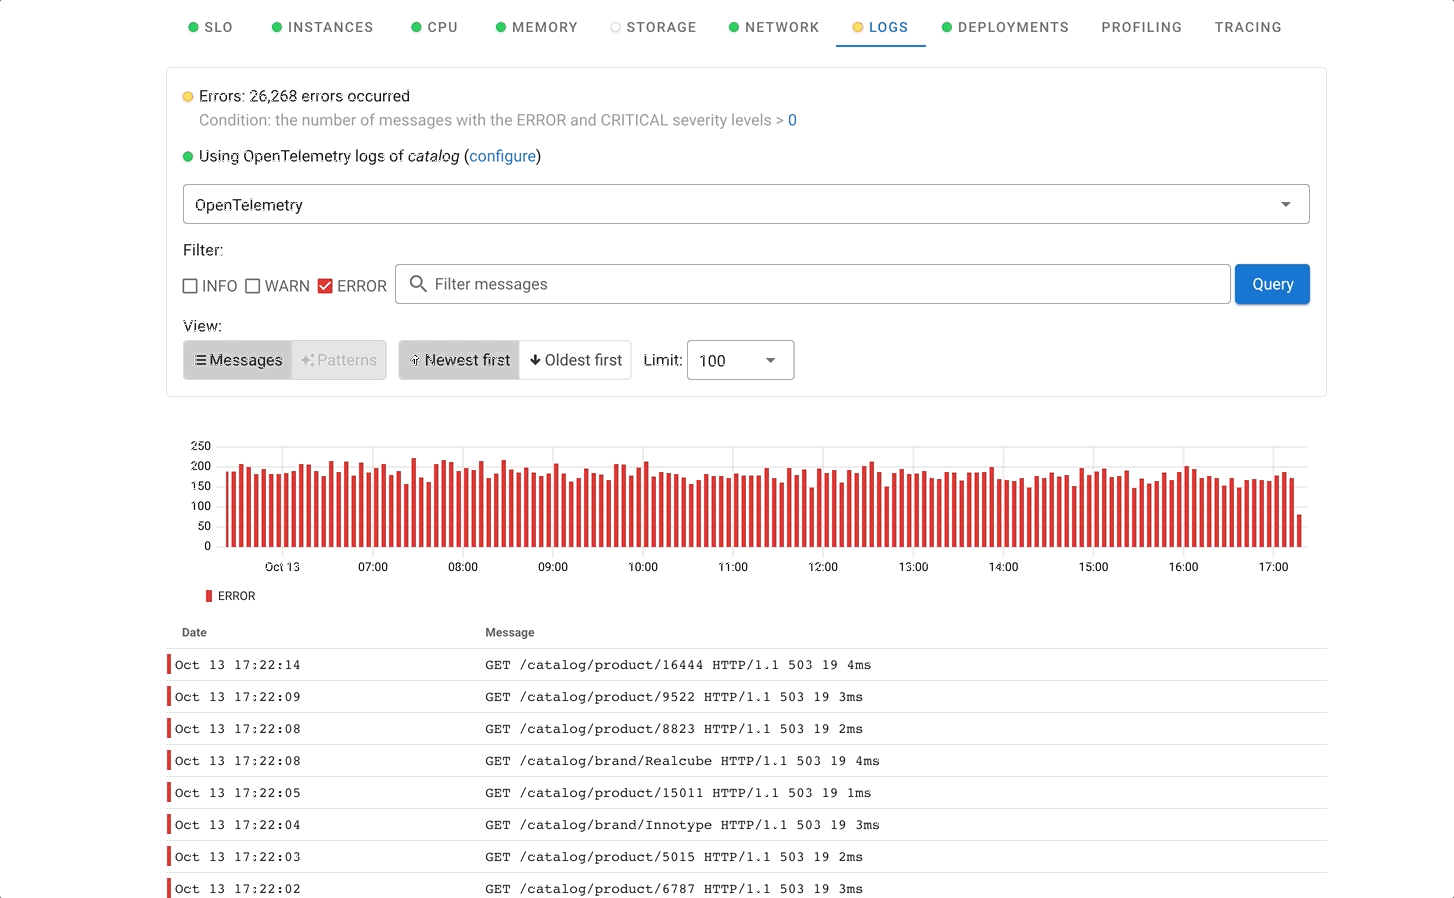 SLO INSTANCES CPU MEMORY STORAGE NETWORK LOGS DEPLOYMENTS PROFILING TRACING
Errors: 26,268 errors occurred
Condition: the number of messages with the ERROR and CRITICAL severity levels > 0
Using OpenTelemetry logs of catalog (configure)
OpenTelemetry
Filter:
INFO WARN ERROR Filter messages Query
View:
Messages Patterns Newest first Oldest first Limit: 100
250
200
150
100
50
0
Oct 13 07:00 08:00 09:00 10:00 11:00 12:00 13:00 14:00 15:00 16:00 17:00
ERROR
Date Message
Oct 13 17:22:14 GET /catalog/product/16444 HTTP/1.1 503 19 4ms
Oct 13 17:22:09 GET /catalog/product/9522 HTTP/1.1 503 19 3ms
Oct 13 17:22:08 GET /catalog/product/8823 HTTP/1.1 503 19 2ms
Oct 13 17:22:08 GET /catalog/brand/Realcube HTTP/1.1 503 19 4ms
Oct 13 17:22:05 GET /catalog/product/15011 HTTP/1.1 503 19 1ms
Oct 13 17:22:04 GET /catalog/brand/Innotype HTTP/1.1 503 19 3ms
Oct 13 17:22:03 GET /catalog/product/5015 HTTP/1.1 503 19 2ms
Oct 13 17:22:02 GET /catalog/product/6787 HTTP/1.1 503 19 3ms